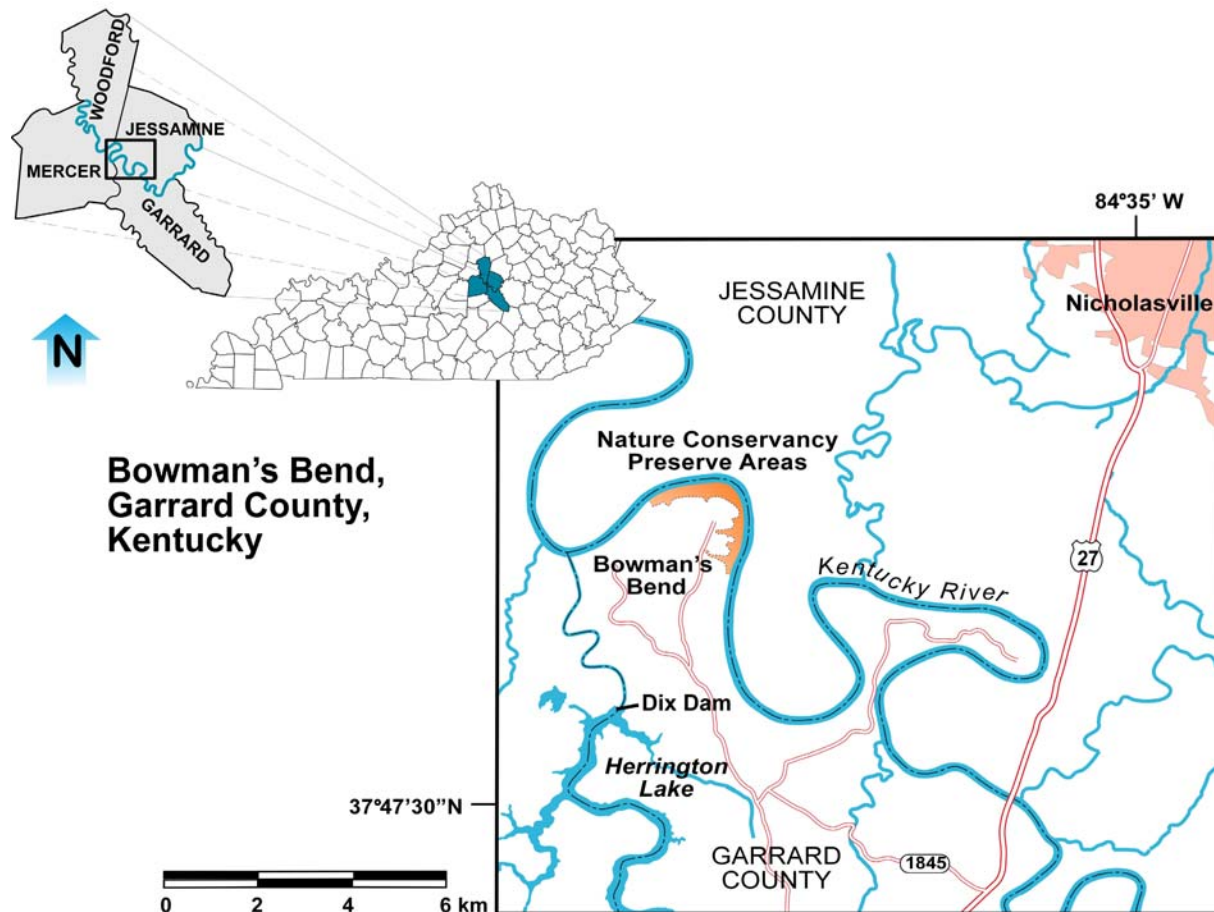 WOODFORD
JESSAMINE
MERCER
GARRARD
N
Bowman's Bend,
Garrard County,
Kentucky
84°35' W
JESSAMINE
COUNTY
Nicholasville
Nature Conservancy
Preserve Areas
Bowman's
Bend
Kentucky River
27
Dix Dam
Herrington
Lake
37°47'30"N
GARRARD
COUNTY
1845
0 2 4 6 km